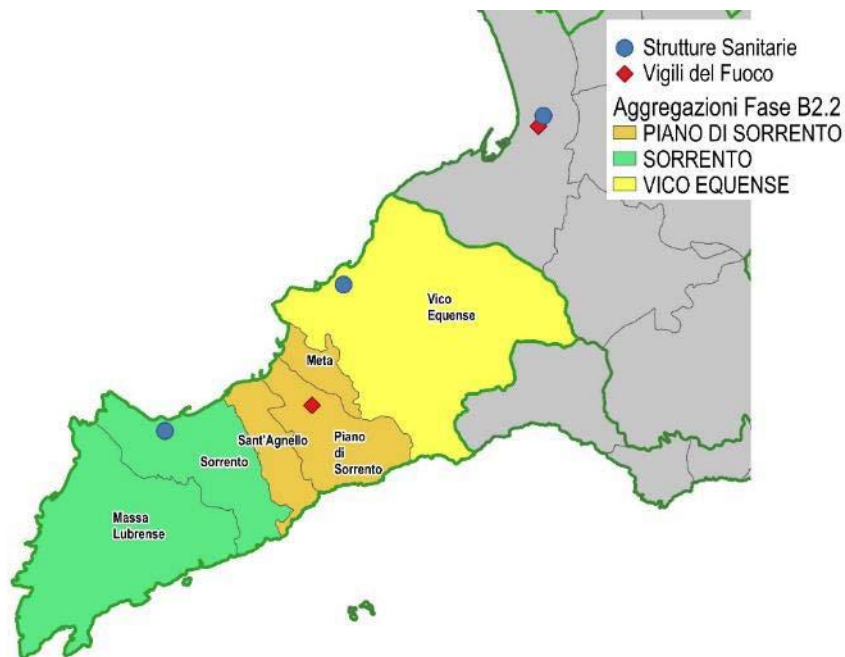 Strutture Sanitarie
Vigili del Fuoco
Aggregazioni Fase B2.2
PIANO DI SORRENTO
SORRENTO
VICO EQUENSE
Vico
Equense
Meta
Sant'Agnello
Piano
di
Sorrento
Sorrento
Massa
Lubrense